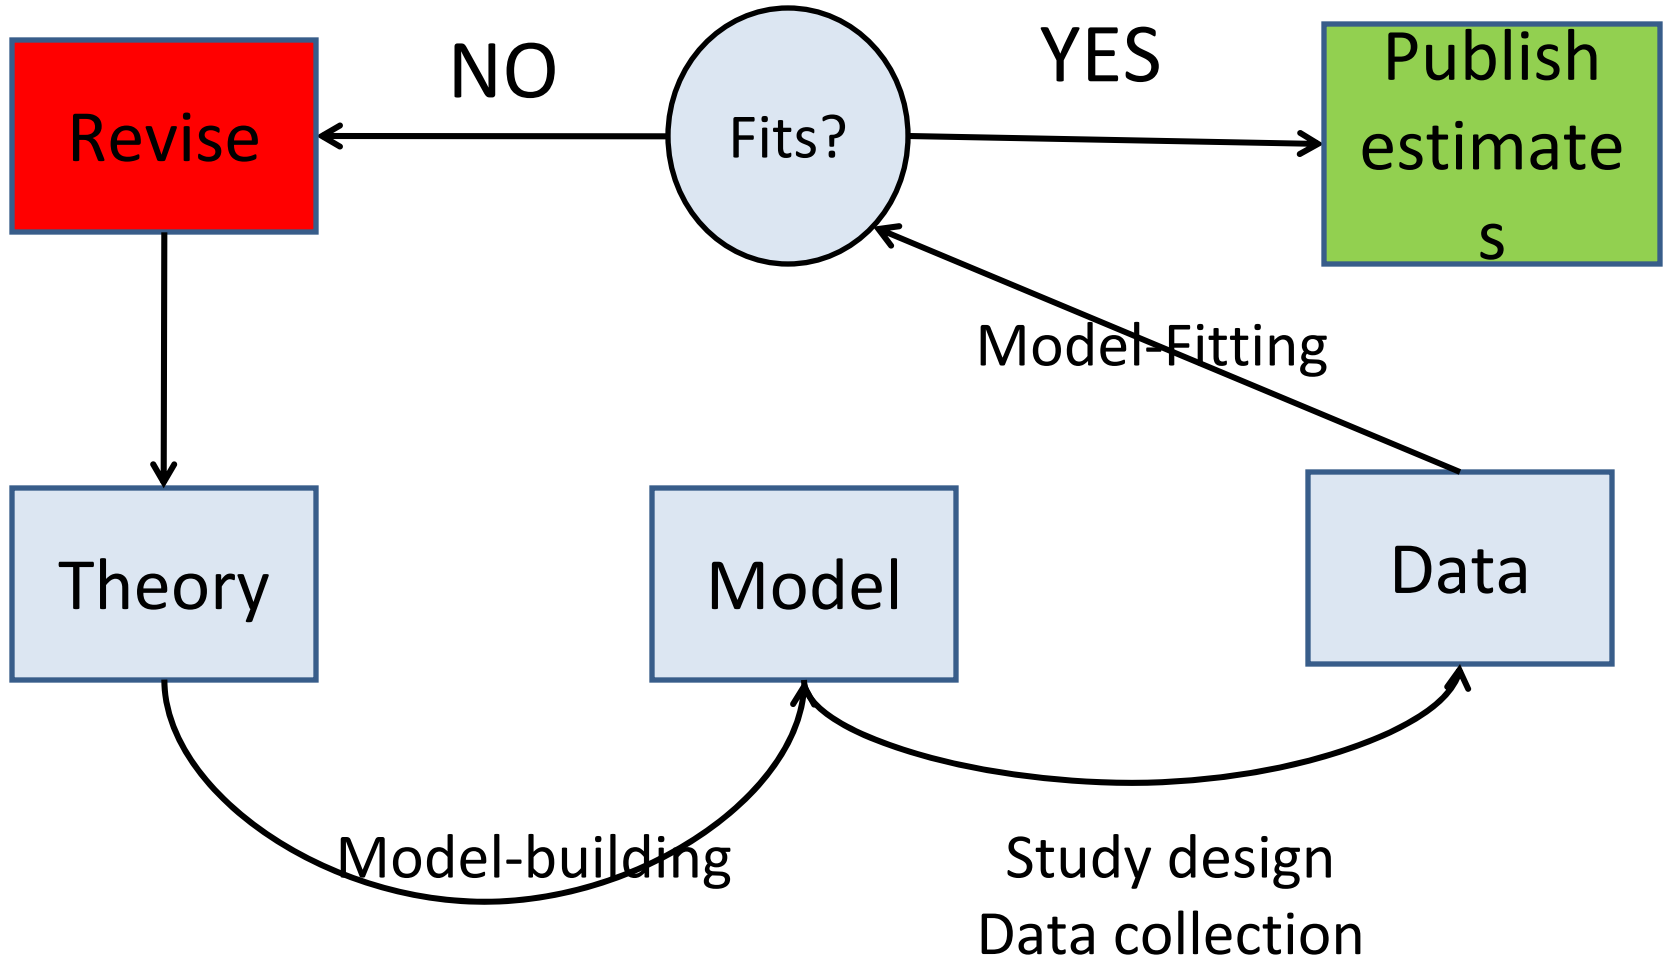 Revise
NO
Fits?
YES
Publish
estimate
s
Model-Fitting
Theory
Model
Data
Model-building
Study design
Data collection